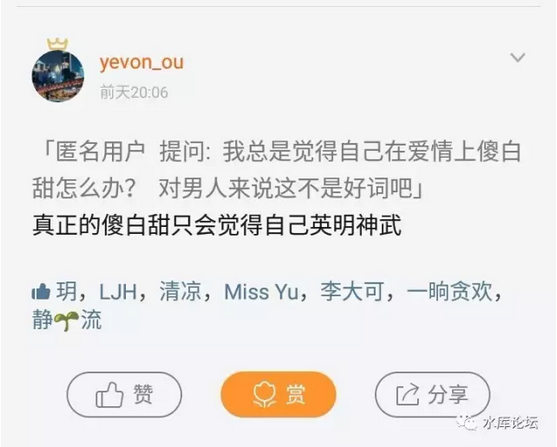 yevon_ou
前天20:06
「匿名用户 提问: 我总是觉得自己在爱情上傻白
甜怎么办? 对男人来说这不是好词吧」
真正的傻白甜只会觉得自己英明神武
玥, LJH, 清凉, Miss Yu, 李大可, 一晌贪欢,
静🌱流
赞
赏
分享
水库论坛